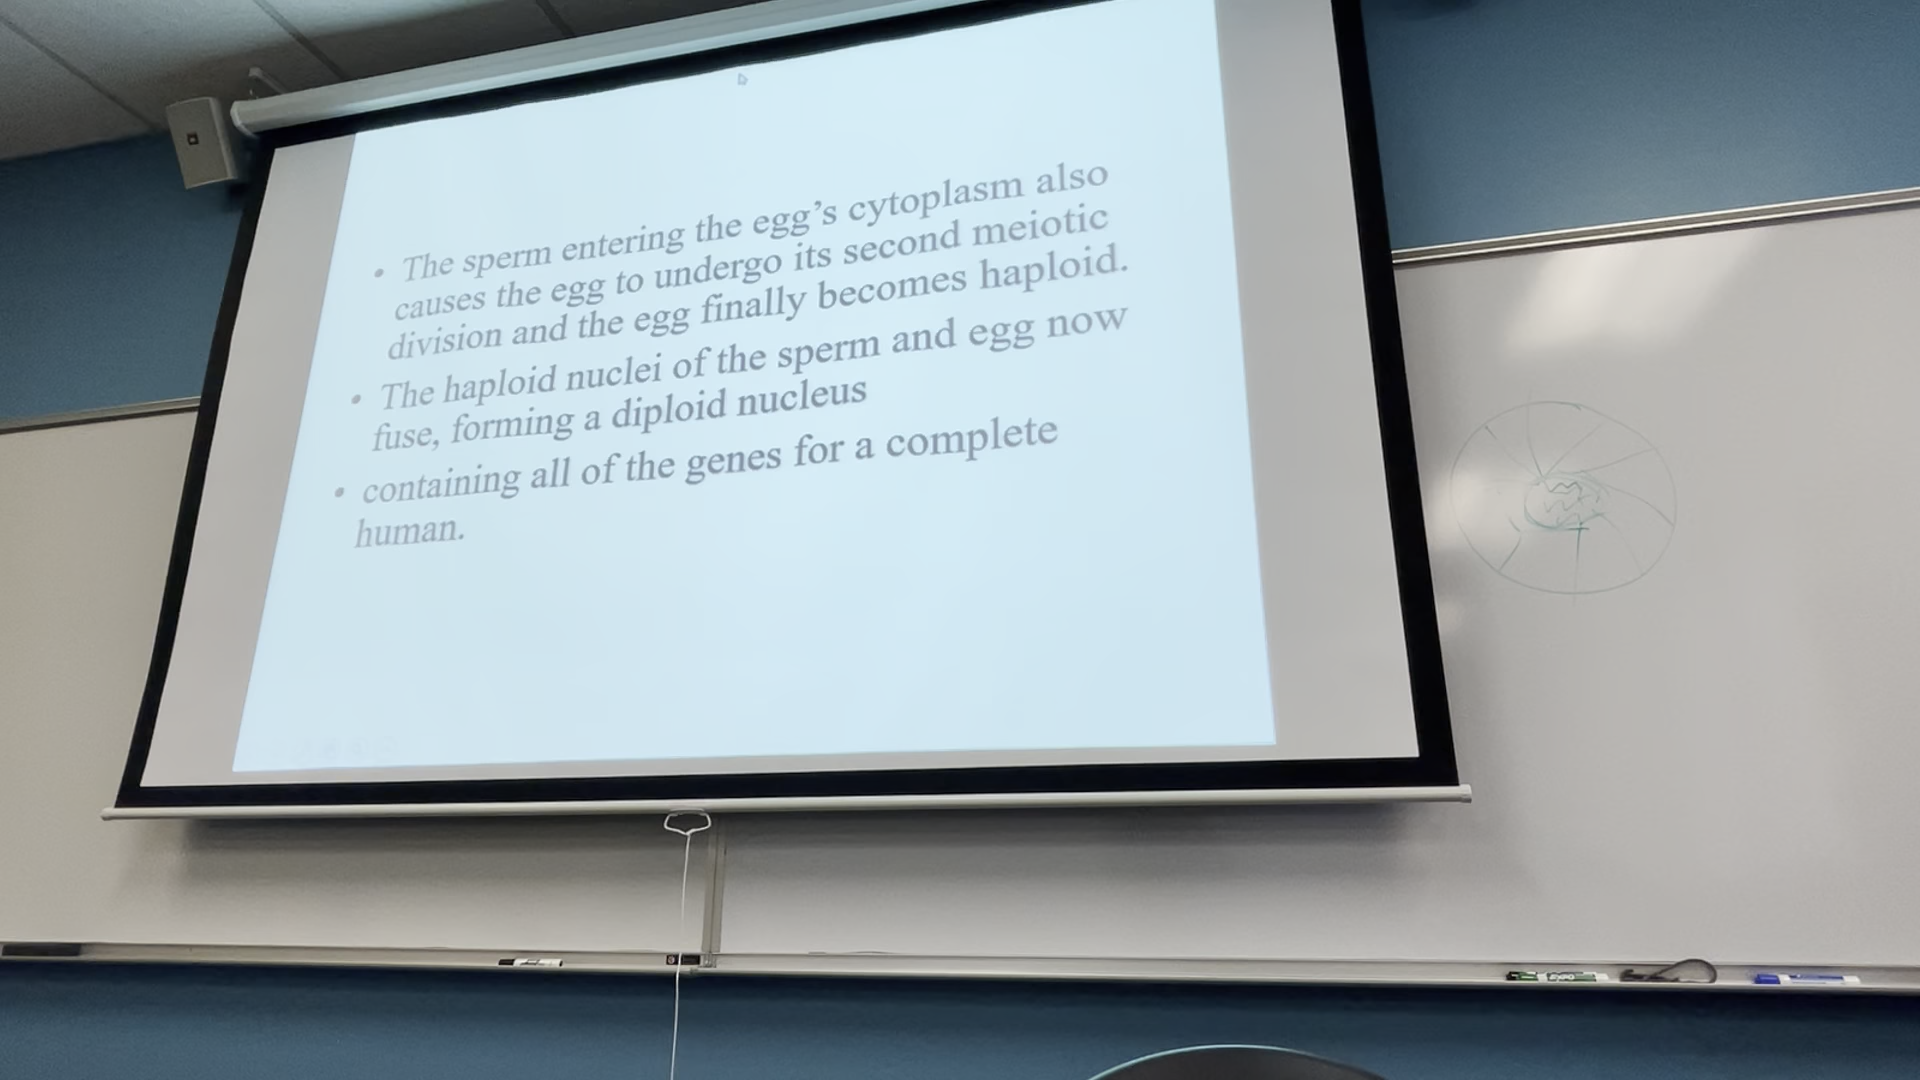 • The sperm entering the egg’s cytoplasm also
causes the egg to undergo its second meiotic
division and the egg finally becomes haploid.
• The haploid nuclei of the sperm and egg now
fuse, forming a diploid nucleus
• containing all of the genes for a complete
human.
EXPO